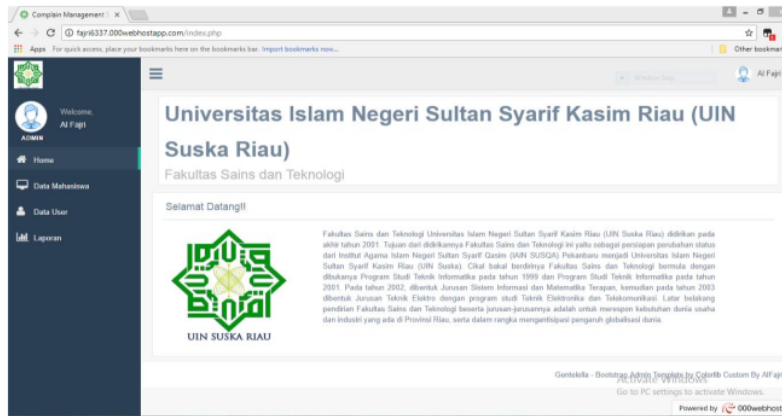 Complain Management S
fajri6337.000webhostapp.com/index.php
Apps For quick access, place your bookmarks here on the bookmarks bar. Import bookmarks now...
Other bookmar
Al Fajri
Welcome,
Al Fajri
ADMIN
Home
Data Mahasiswa
Data User
Laporan
Universitas Islam Negeri Sultan Syarif Kasim Riau (UIN
Suska Riau)
Fakultas Sains dan Teknologi
Selamat Datang!!
Fakultas Sains dan Teknologi Universitas Islam Negeri Sultan Syarif Kasim Riau (UIN Suska Riau) didirikan pada
akhir tahun 2001. Tujuan dari didirikannya Fakultas Sains dan Teknologi ini yaitu sebagai persiapan perubahan status
dari Institut Agama Islam Negeri Sultan Syarif Qasim (IAIN SUSQA) Pekanbaru menjadi Universitas Islam Negeri
Sultan Syarif Kasim Riau (UIN Suska). Cikal bakal berdirinya Fakultas Sains dan Teknologi bermula dengan
dibukanya Program Studi Teknik Informatika pada tahun 1999 dan Program Studi Teknik Informatika pada tahun
2001. Pada tahun 2002, dibentuk Jurusan Sistem Informasi dan Matematika Terapan, kemudian pada tahun 2003
dibentuk Jurusan Teknik Elektro dengan program studi Teknik Elektronika dan Telekomunikasi. Latar belakang
pendirian Fakultas Sains dan Teknologi beserta jurusan-jurusannya adalah untuk merespon kebutuhan dunia usaha
dan industri yang ada di Provinsi Riau, serta dalam rangka mengantisipasi pengaruh globalisasi dunia.
UIN SUSKA RIAU
Gentelella - Bootstrap Admin Template by Colorlib Custom By AlFajri
Activate Windows
Go to PC settings to activate Windows.
Powered by 000webhost